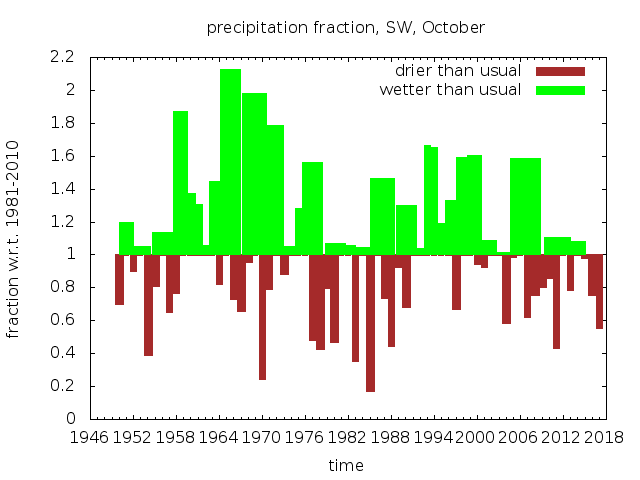 precipitation fraction, SW, October
drier than usual
wetter than usual
fraction w.r.t. 1981-2010
2.2
2
1.8
1.6
1.4
1.2
1
0.8
0.6
0.4
0.2
0
1946 1952 1958 1964 1970 1976 1982 1988 1994 2000 2006 2012 2018
time